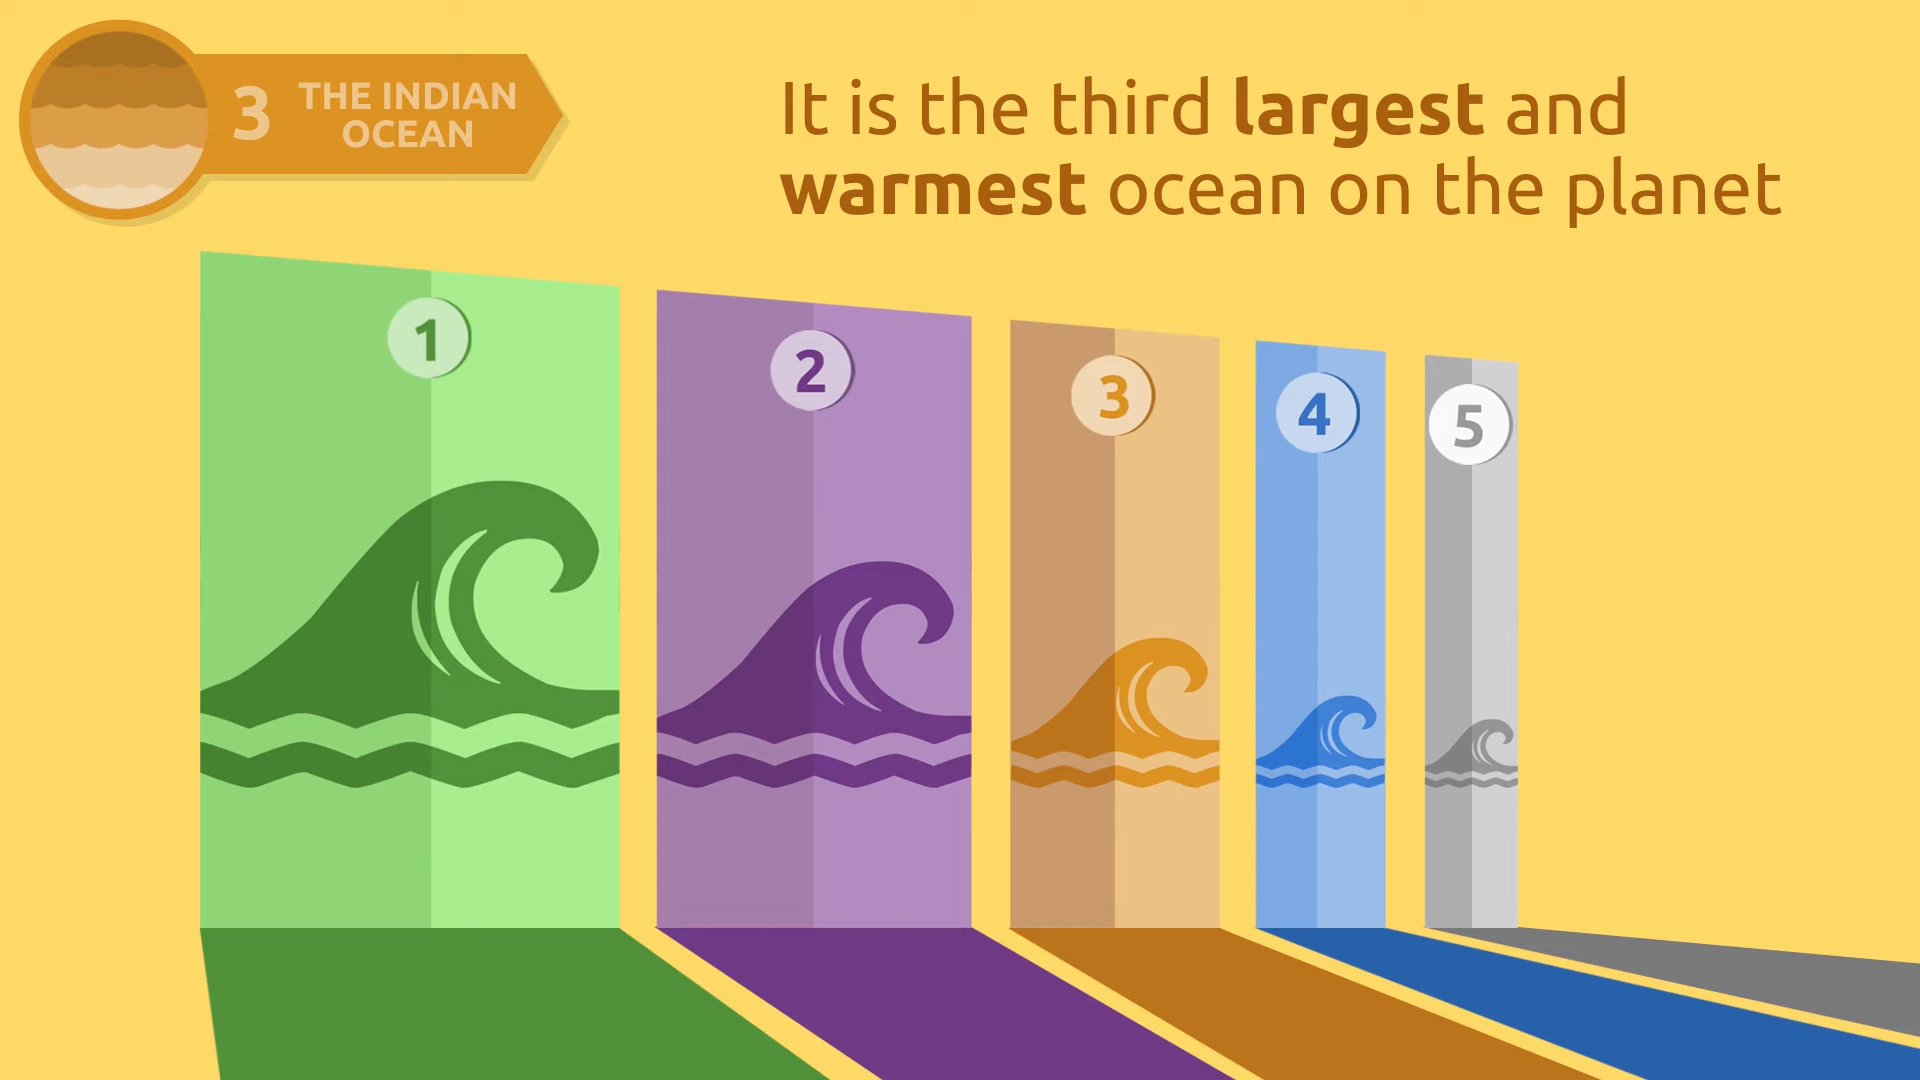 3
THE INDIAN
OCEAN
It is the third largest and
warmest ocean on the planet
1
2
3
4
5